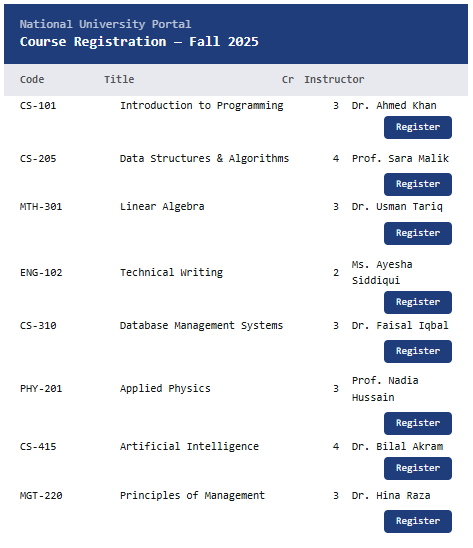 National University Portal
Course Registration — Fall 2025
Code Title Cr Instructor
CS-101 Introduction to Programming 3 Dr. Ahmed Khan
Register
CS-205 Data Structures & Algorithms 4 Prof. Sara Malik
Register
MTH-301 Linear Algebra 3 Dr. Usman Tariq
Register
ENG-102 Technical Writing 2 Ms. Ayesha
Siddiqui
Register
CS-310 Database Management Systems 3 Dr. Faisal Iqbal
Register
PHY-201 Applied Physics 3 Prof. Nadia
Hussain
Register
CS-415 Artificial Intelligence 4 Dr. Bilal Akram
Register
MGT-220 Principles of Management 3 Dr. Hina Raza
Register